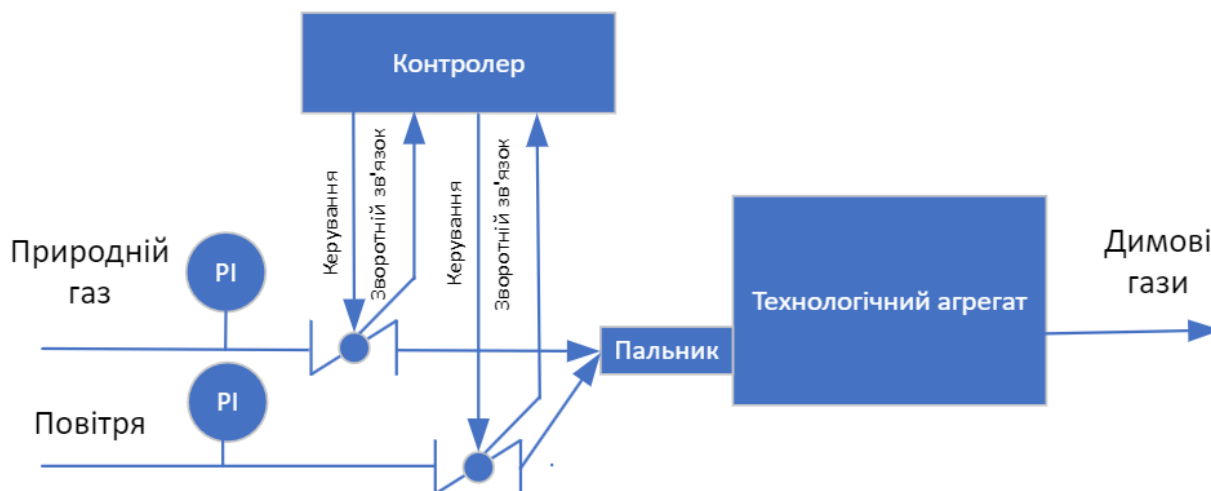 Контролер
Керування
Зворотній зв'язок
Керування
Зворотній зв'язок
Природній
газ
PI
Повітря
PI
Пальник
Технологічний агрегат
Димові
гази